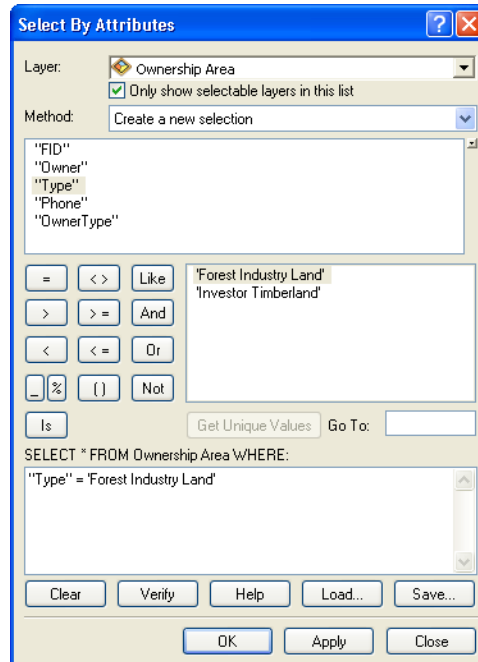 Select By Attributes
Layer: Ownership Area
Only show selectable layers in this list
Method: Create a new selection
"FID"
"Owner"
"Type"
"Phone"
"OwnerType"
= < > Like
> > = And
< < = Or
_ % ( ) Not
Is
'Forest Industry Land'
'Investor Timberland'
Get Unique Values Go To:
SELECT * FROM Ownership Area WHERE:
"Type" = 'Forest Industry Land'
Clear Verify Help Load... Save...
OK Apply Close